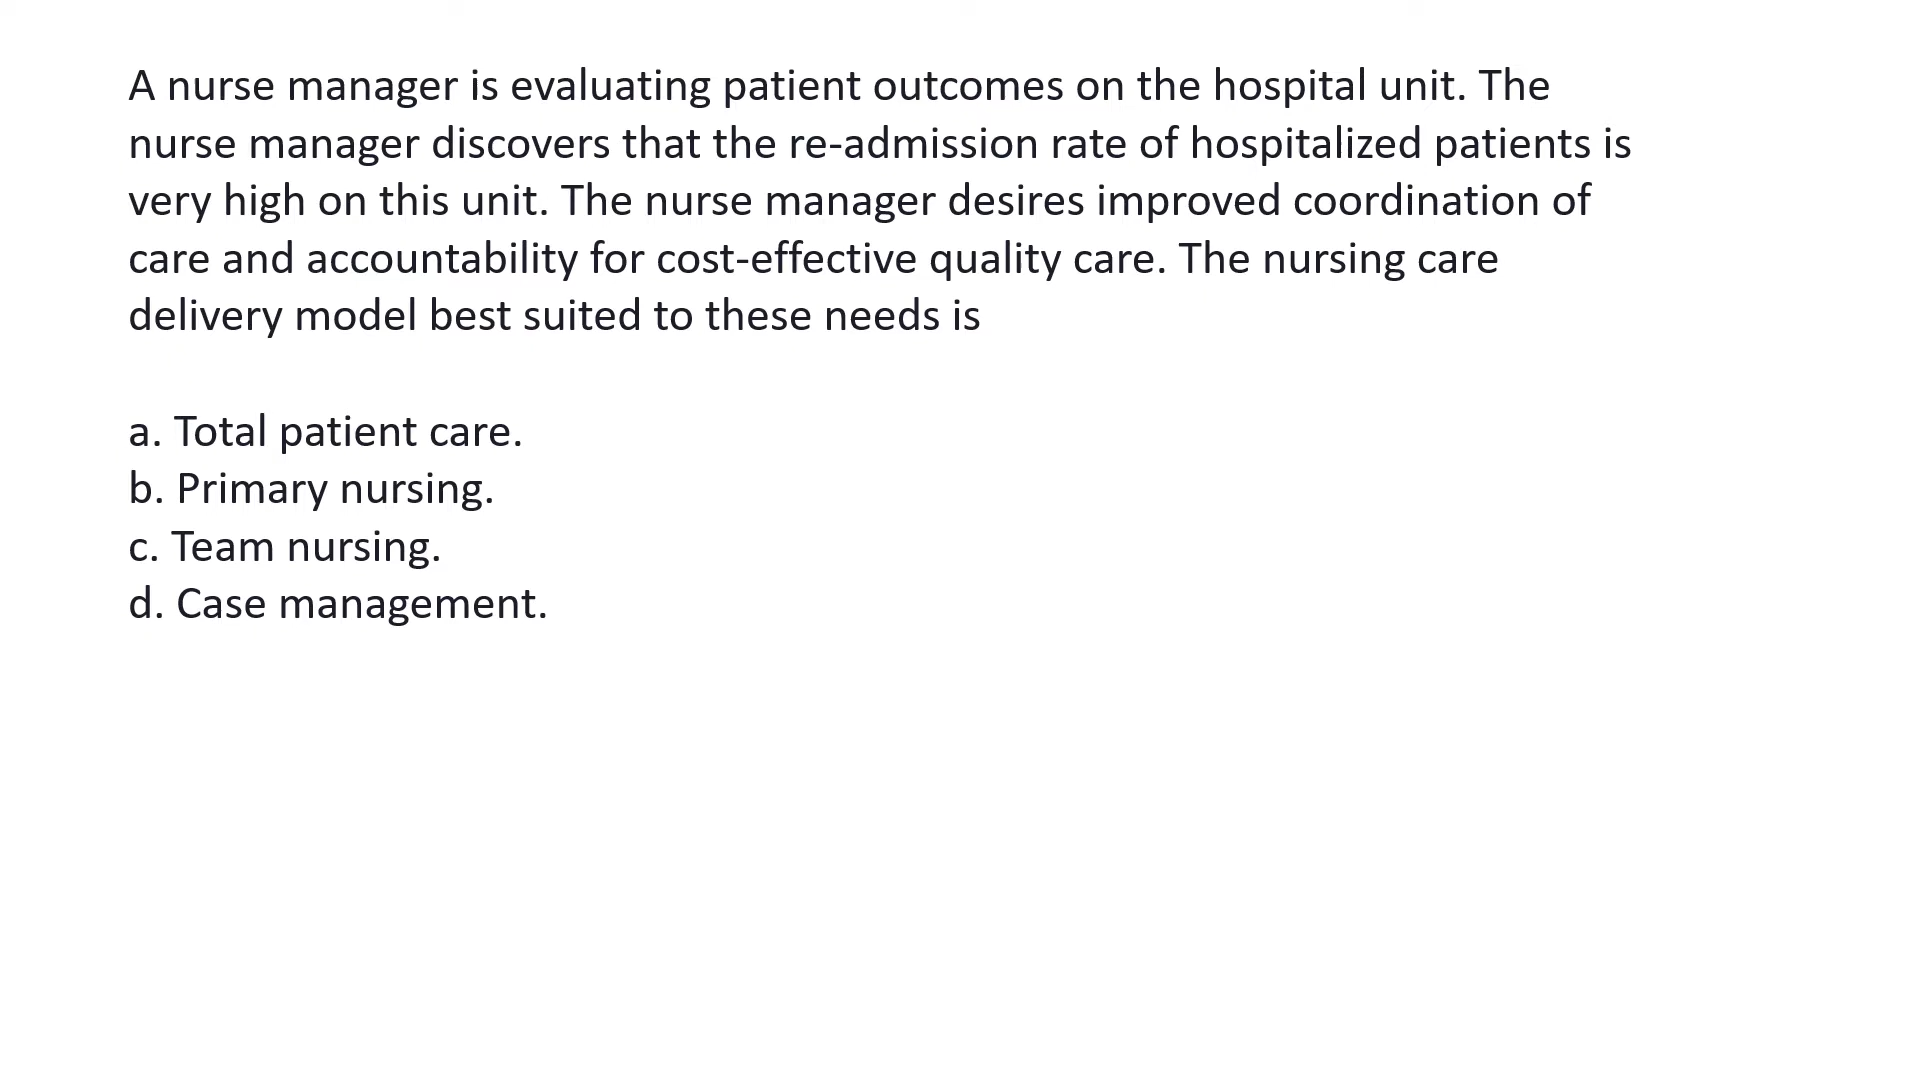 A nurse manager is evaluating patient outcomes on the hospital unit. The
nurse manager discovers that the re-admission rate of hospitalized patients is
very high on this unit. The nurse manager desires improved coordination of
care and accountability for cost-effective quality care. The nursing care
delivery model best suited to these needs is
a. Total patient care.
b. Primary nursing.
c. Team nursing.
d. Case management.